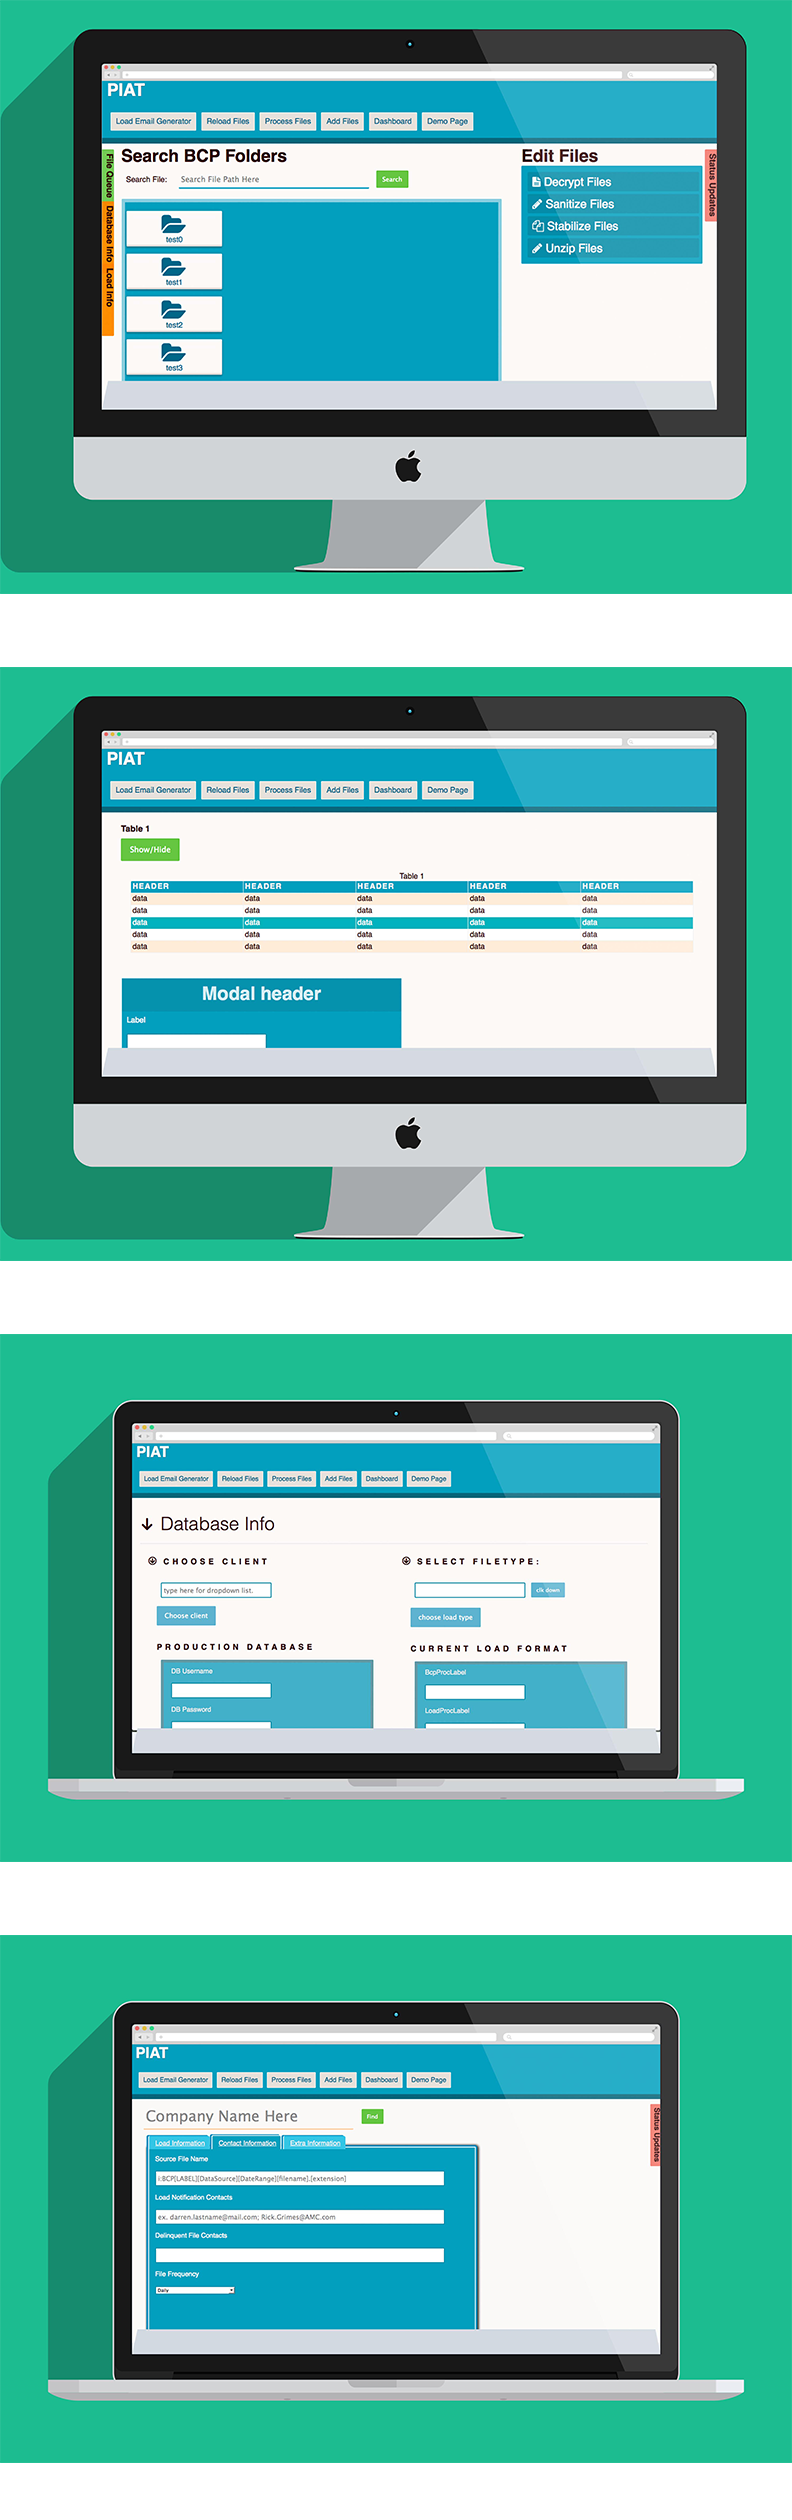 PIAT
Load Email Generator Reload Files Process Files Add Files Dashboard Demo Page
File Queue
Database Info
Load Info
Search BCP Folders
Search File: Search File Path Here Search
test0
test1
test2
test3
Edit Files
Decrypt Files
Sanitize Files
Stabilize Files
Unzip Files
Status Updates
PIAT
Load Email Generator Reload Files Process Files Add Files Dashboard Demo Page
Table 1
Show/Hide
Table 1
HEADER HEADER HEADER HEADER HEADER
data data data data data
data data data data data
data data data data data
data data data data data
data data data data data
Modal header
Label
PIAT
Load Email Generator Reload Files Process Files Add Files Dashboard Demo Page
Database Info
CHOOSE CLIENT
type here for dropdown list.
Choose client
PRODUCTION DATABASE
DB Username
DB Password
SELECT FILETYPE:
clk down
choose load type
CURRENT LOAD FORMAT
BcpProcLabel
LoadProcLabel
PIAT
Load Email Generator Reload Files Process Files Add Files Dashboard Demo Page
Company Name Here Find
Load Information Contact Information Extra Information
Source File Name
i:BCP[LABEL][DataSource][DateRange][filename].[extension]
Load Notification Contacts
ex. darren.lastname@mail.com; Rick.Grimes@AMC.com
Delinquent File Contacts
File Frequency
Daily
Status Updates